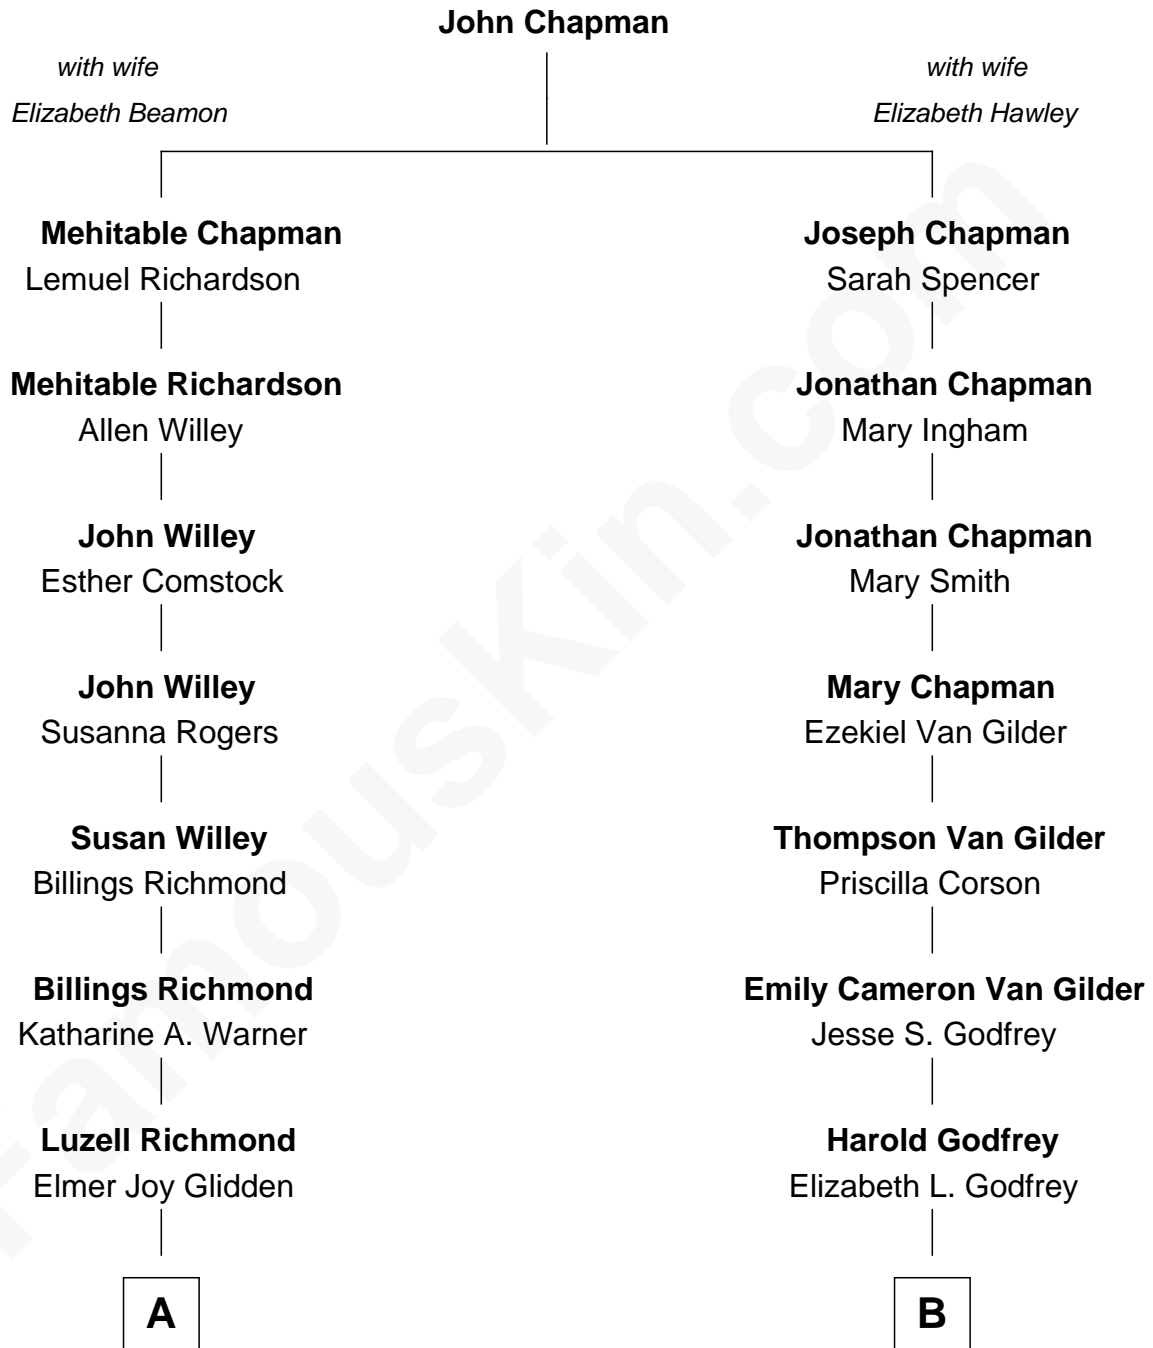 John Chapman
with wife
Elizabeth Beamon
with wife
Elizabeth Hawley
Mehitable Chapman
Lemuel Richardson
Joseph Chapman
Sarah Spencer
Mehitable Richardson
Allen Willey
Jonathan Chapman
Mary Ingham
John Willey
Esther Comstock
Jonathan Chapman
Mary Smith
John Willey
Susanna Rogers
Mary Chapman
Ezekiel Van Gilder
Susan Willey
Billings Richmond
Thompson Van Gilder
Priscilla Corson
Billings Richmond
Katharine A. Warner
Emily Cameron Van Gilder
Jesse S. Godfrey
Luzell Richmond
Elmer Joy Glidden
Harold Godfrey
Elizabeth L. Godfrey
A
B
FamousKin.com